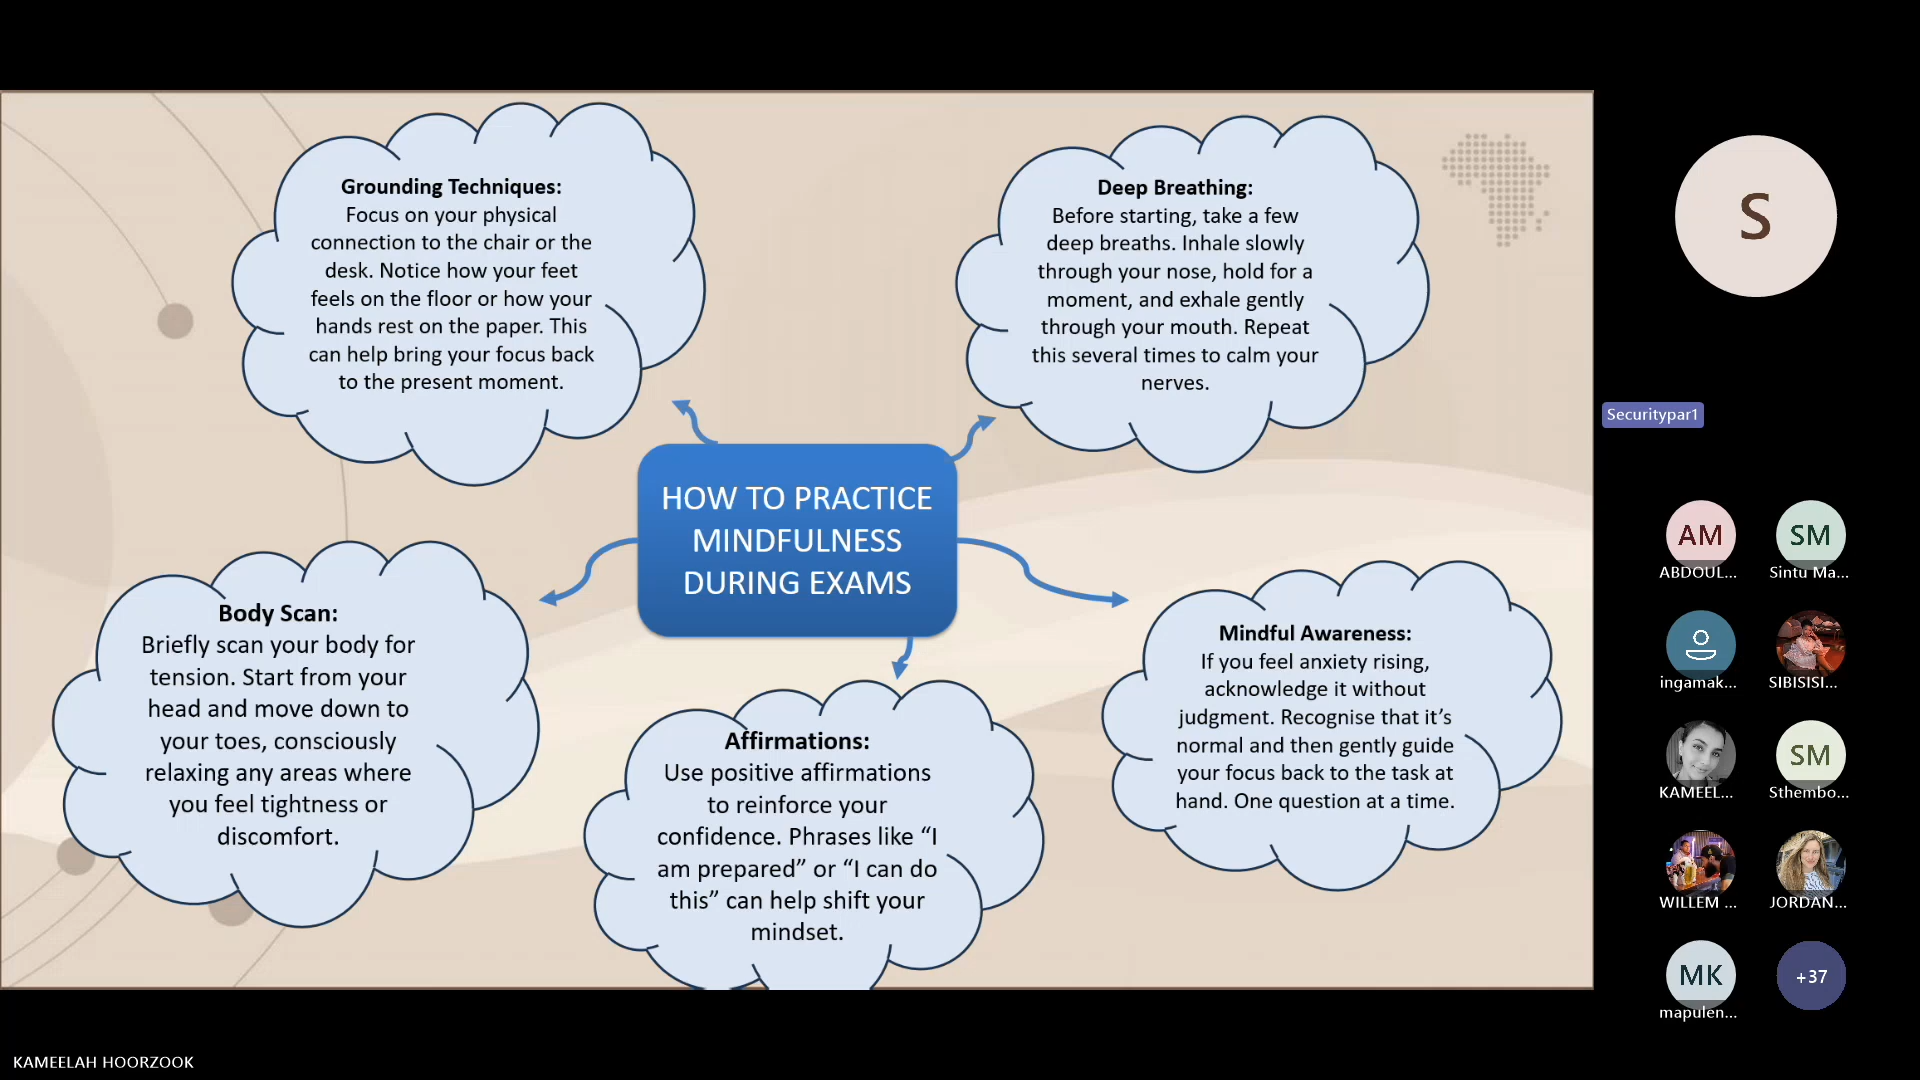 Grounding Techniques:
Focus on your physical
connection to the chair or the
desk. Notice how your feet
feels on the floor or how your
hands rest on the paper. This
can help bring your focus back
to the present moment.
Deep Breathing:
Before starting, take a few
deep breaths. Inhale slowly
through your nose, hold for a
moment, and exhale gently
through your mouth. Repeat
this several times to calm your
nerves.
HOW TO PRACTICE
MINDFULNESS
DURING EXAMS
Body Scan:
Briefly scan your body for
tension. Start from your
head and move down to
your toes, consciously
relaxing any areas where
you feel tightness or
discomfort.
Affirmations:
Use positive affirmations
to reinforce your
confidence. Phrases like “I
am prepared” or “I can do
this” can help shift your
mindset.
Mindful Awareness:
If you feel anxiety rising,
acknowledge it without
judgment. Recognise that it’s
normal and then gently guide
your focus back to the task at
hand. One question at a time.
S
Securitypar1
AM
ABDOUL...
SM
Sintu Ma...
ingamak...
SIBISISI...
KAMEEL...
SM
Sthembo...
WILLEM ...
JORDAN...
MK
mapulen...
+37
KAMEELAH HOORZOOK